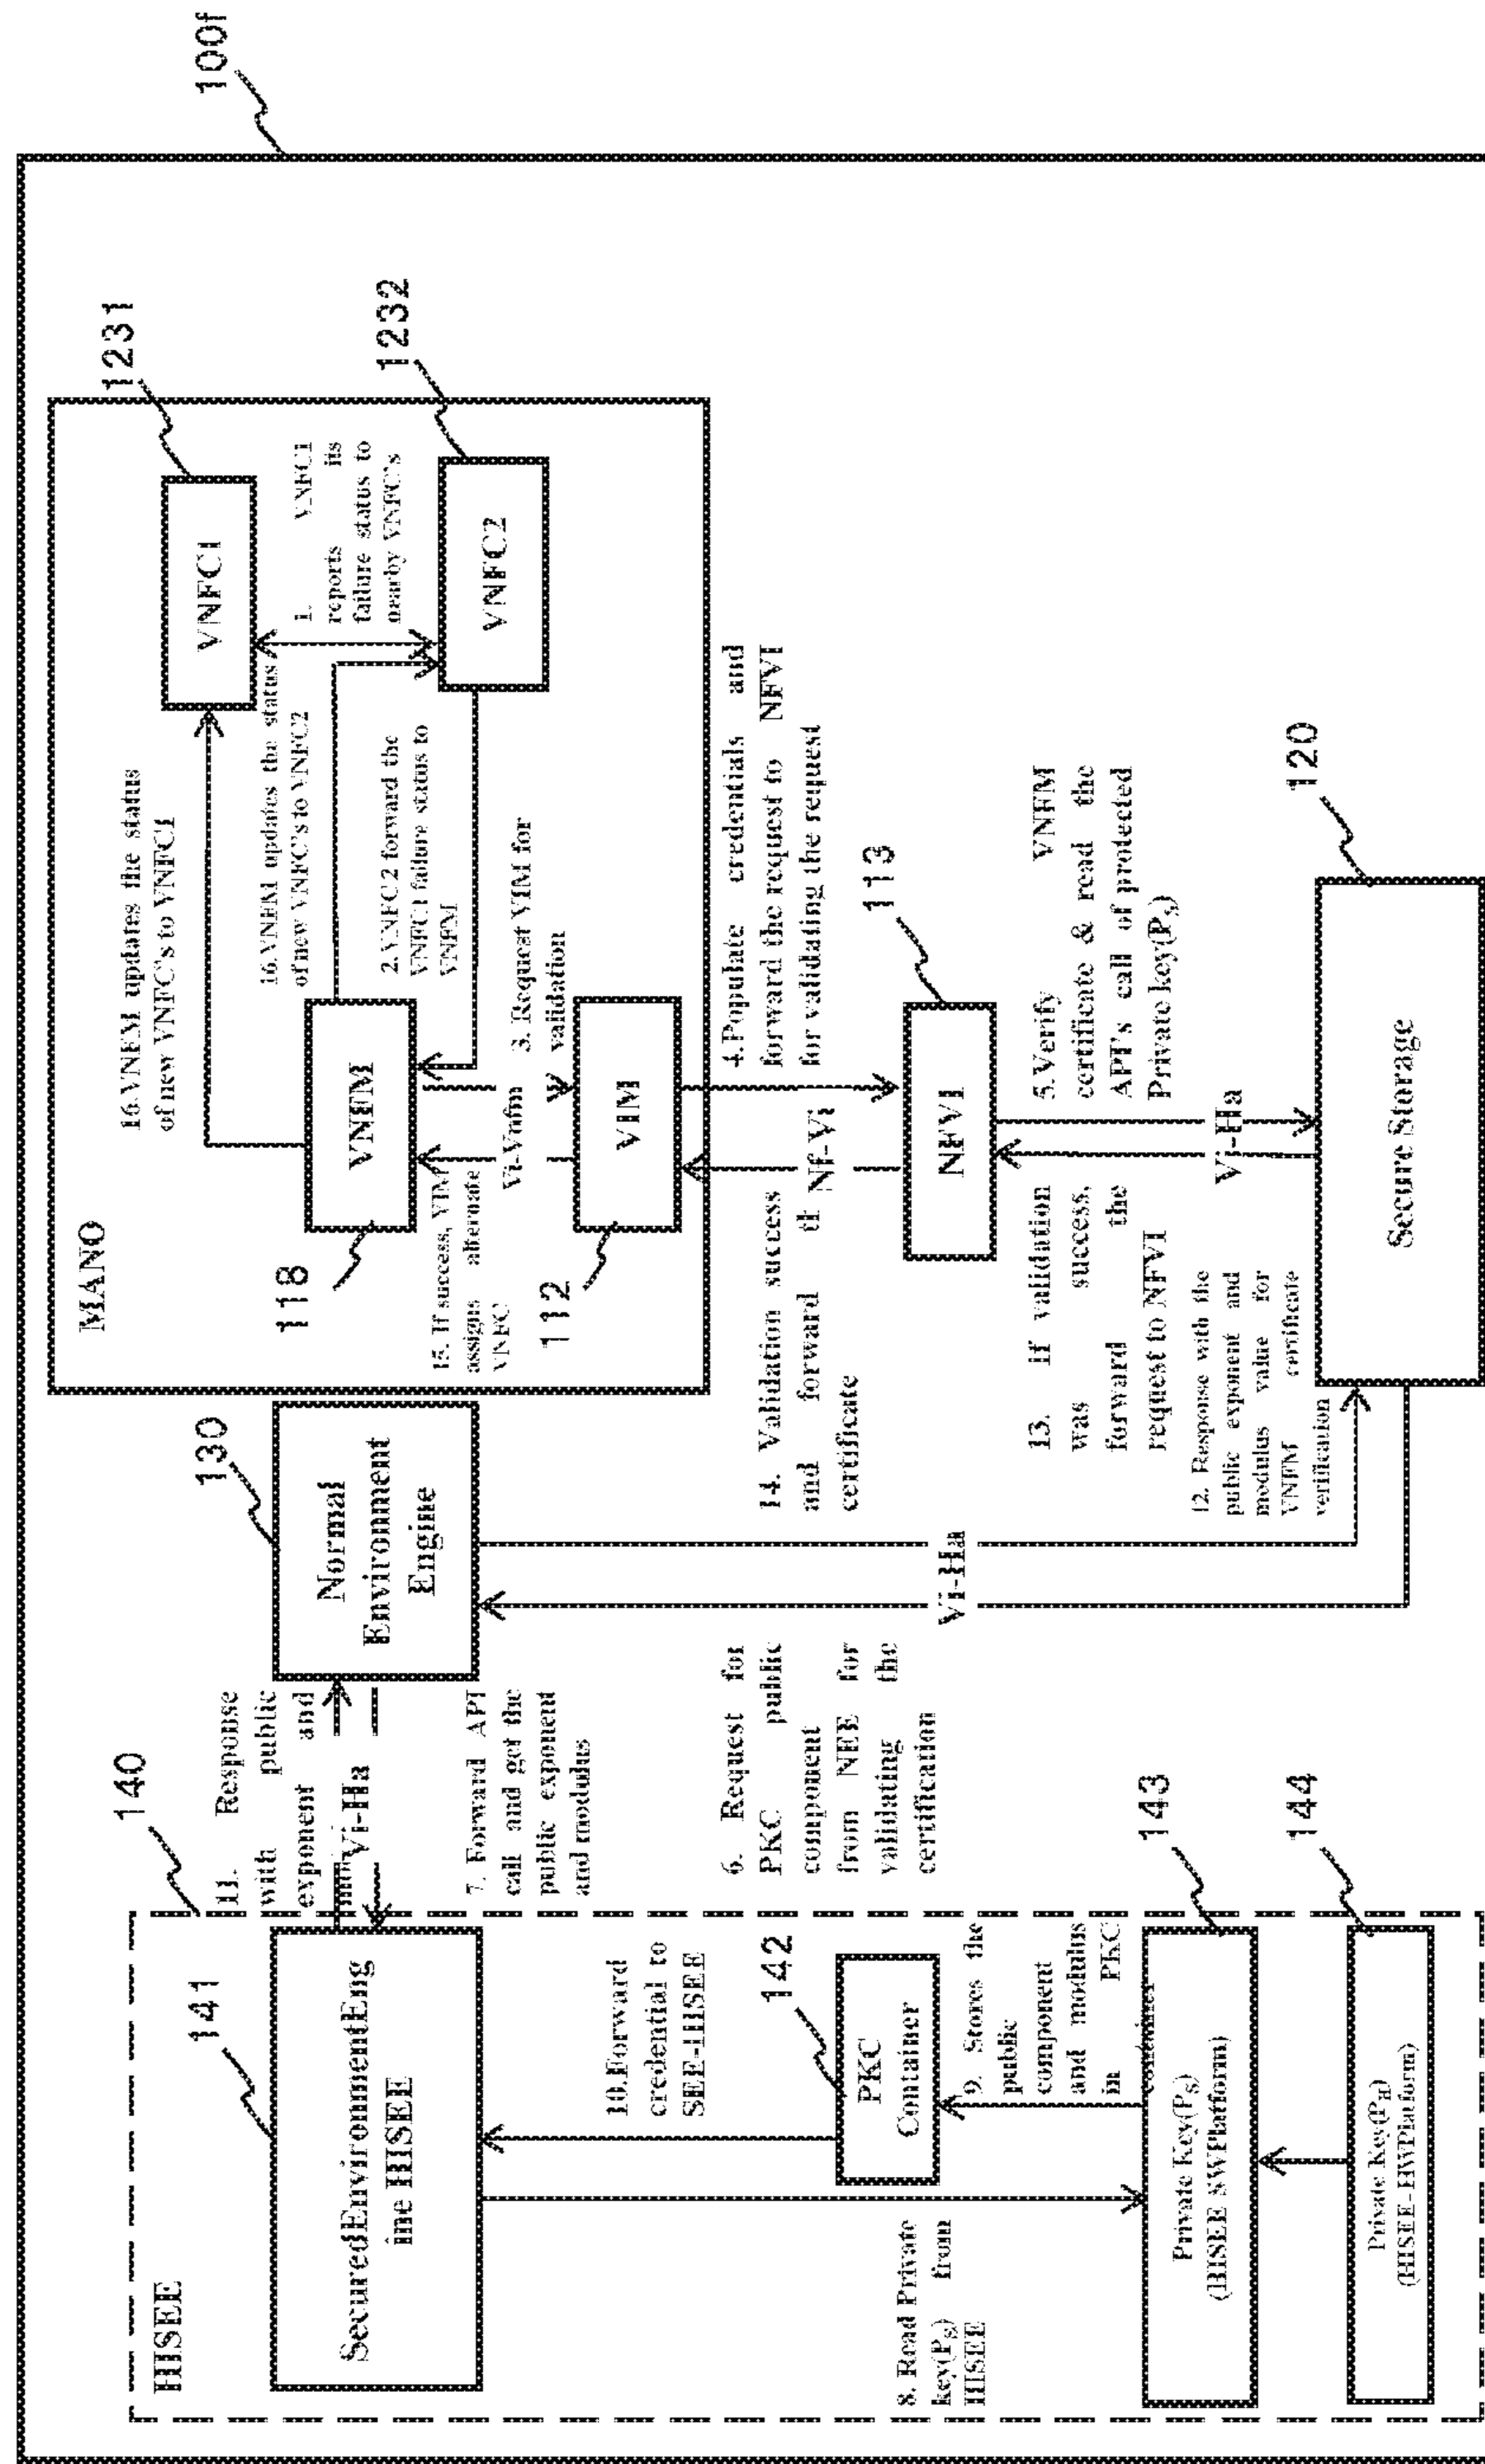 100f
HISEE
140
141
SecuredEnvironmentEng
ine HISEE
10.Forward
credential to
SEE-HISEE
142
PKC
Container
8. Read Private
key(PS) from
HISEE
9. Stores the
public
component
and modulus
in PKC
container
143
Private Key(PS)
(HISEE SWPlatform)
144
Private Key(PH)
(HISEE-HWPlatform)
11. Response
with public
exponent and
Vi-Ha
7. Forward API
call and get the
public exponent
and modulus
130
Normal
Environment
Engine
6. Request for
PKC public
component
from NEE for
validating the
certification
Vi-Ha
MANO
16.VNFM updates the status
of new VNFC's to VNFC1
VNFC1
1231
16.VNFM updates the status
of new VNFC's to VNFC2
1. VNFC1
reports its
failure status to
nearby VNFC's
1232
VNFC2
2.VNFC2 forward the
VNFC1 failure status to
VNFM
118
VNFM
15. If success, VIM
assigns alternate
VNFC
Vi-Vnfm
3. Request VIM for
validation
112
VIM
14. Validation success
and forward
certificate
Nf-Vi
4.Populate credentials and
forward the request to NFVI
for validating the request
113
NFVI
13. If validation
was success,
forward the
request to NFVI
Vi-Ha
5.Verify VNFM
certificate & read the
API's call of protected
Private key(PS)
12. Response with the
public exponent and
modulus value for
VNFM certificate
verification
120
Secure Storage